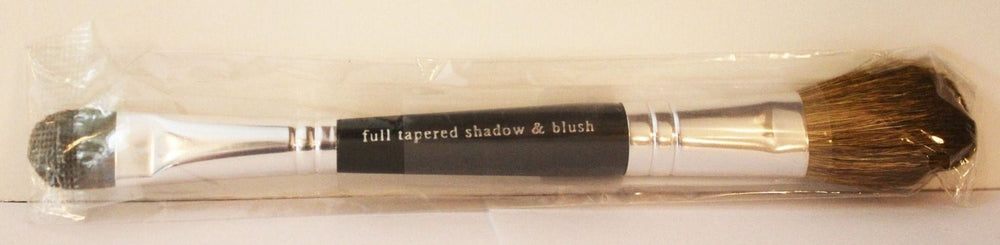 full tapered shadow & blush